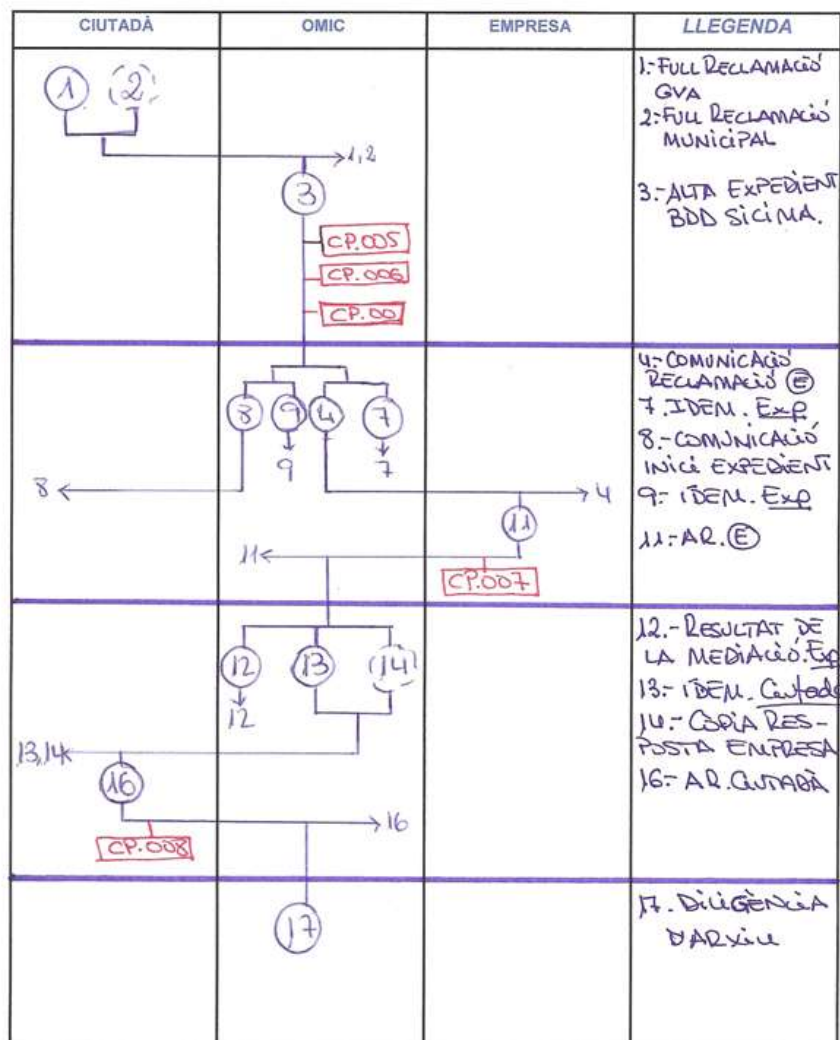 CIUTADÀ OMIC EMPRESA LLEGENDA
1 2
1,2
3
CP.005
CP.006
CP.00
1.- FULL RECLAMACIÓ
GVA
2.- FULL RECLAMACIÓ
MUNICIPAL
3.- ALTA EXPEDIENT
BDD SICIMA.
8 9 4 7
9 7
8 4
11
11
CP.007
4.- COMUNICACIÓ
RECLAMACIÓ E
7. IDEM. Exp
8.- COMUNICACIÓ
INICI EXPEDIENT
9.- IDEM. Exp
11.- AR. E
12 13 14
12
13,14
16
16
CP.008
12.- RESULTAT DE
LA MEDIACIÓ. Exp
13.- IDEM. Ciutadà
14.- CÒPIA RES-
POSTA EMPRESA
16.- AR. CIUTADÀ
17
17. DILIGÈNCIA
D'ARXIU